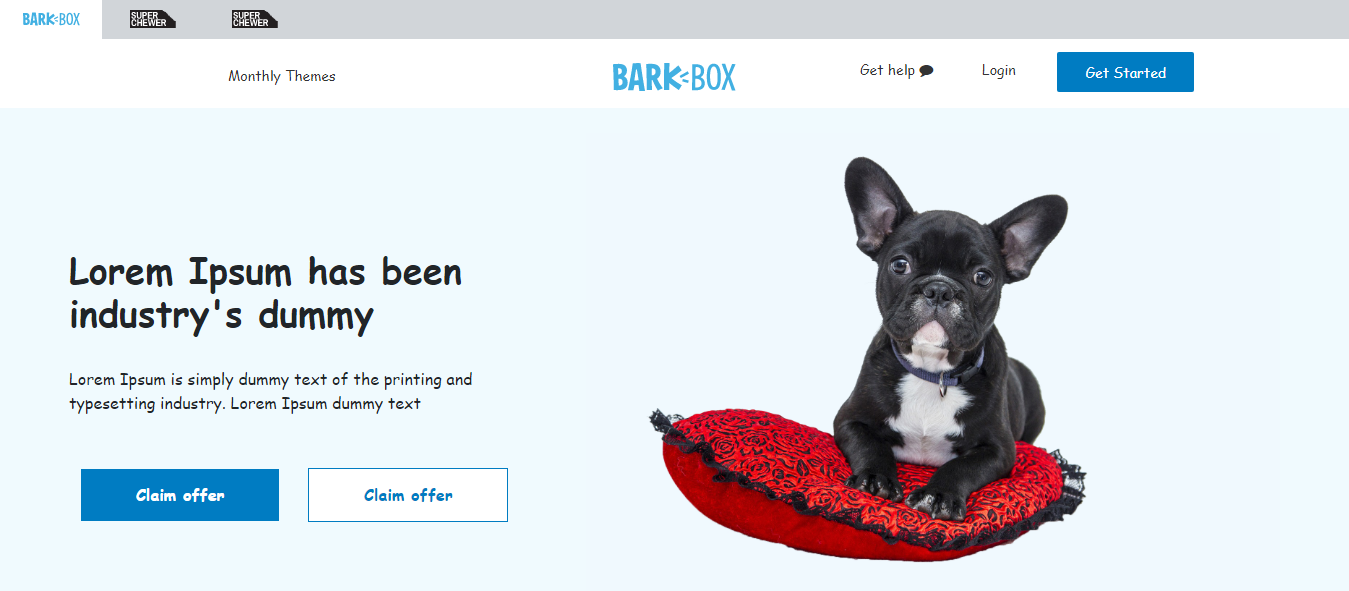 BARK BOX
SUPER CHEWER
SUPER CHEWER
Monthly Themes
BARK BOX
Get help
Login
Get Started
Lorem Ipsum has been
industry's dummy
Lorem Ipsum is simply dummy text of the printing and
typesetting industry. Lorem Ipsum dummy text
Claim offer
Claim offer